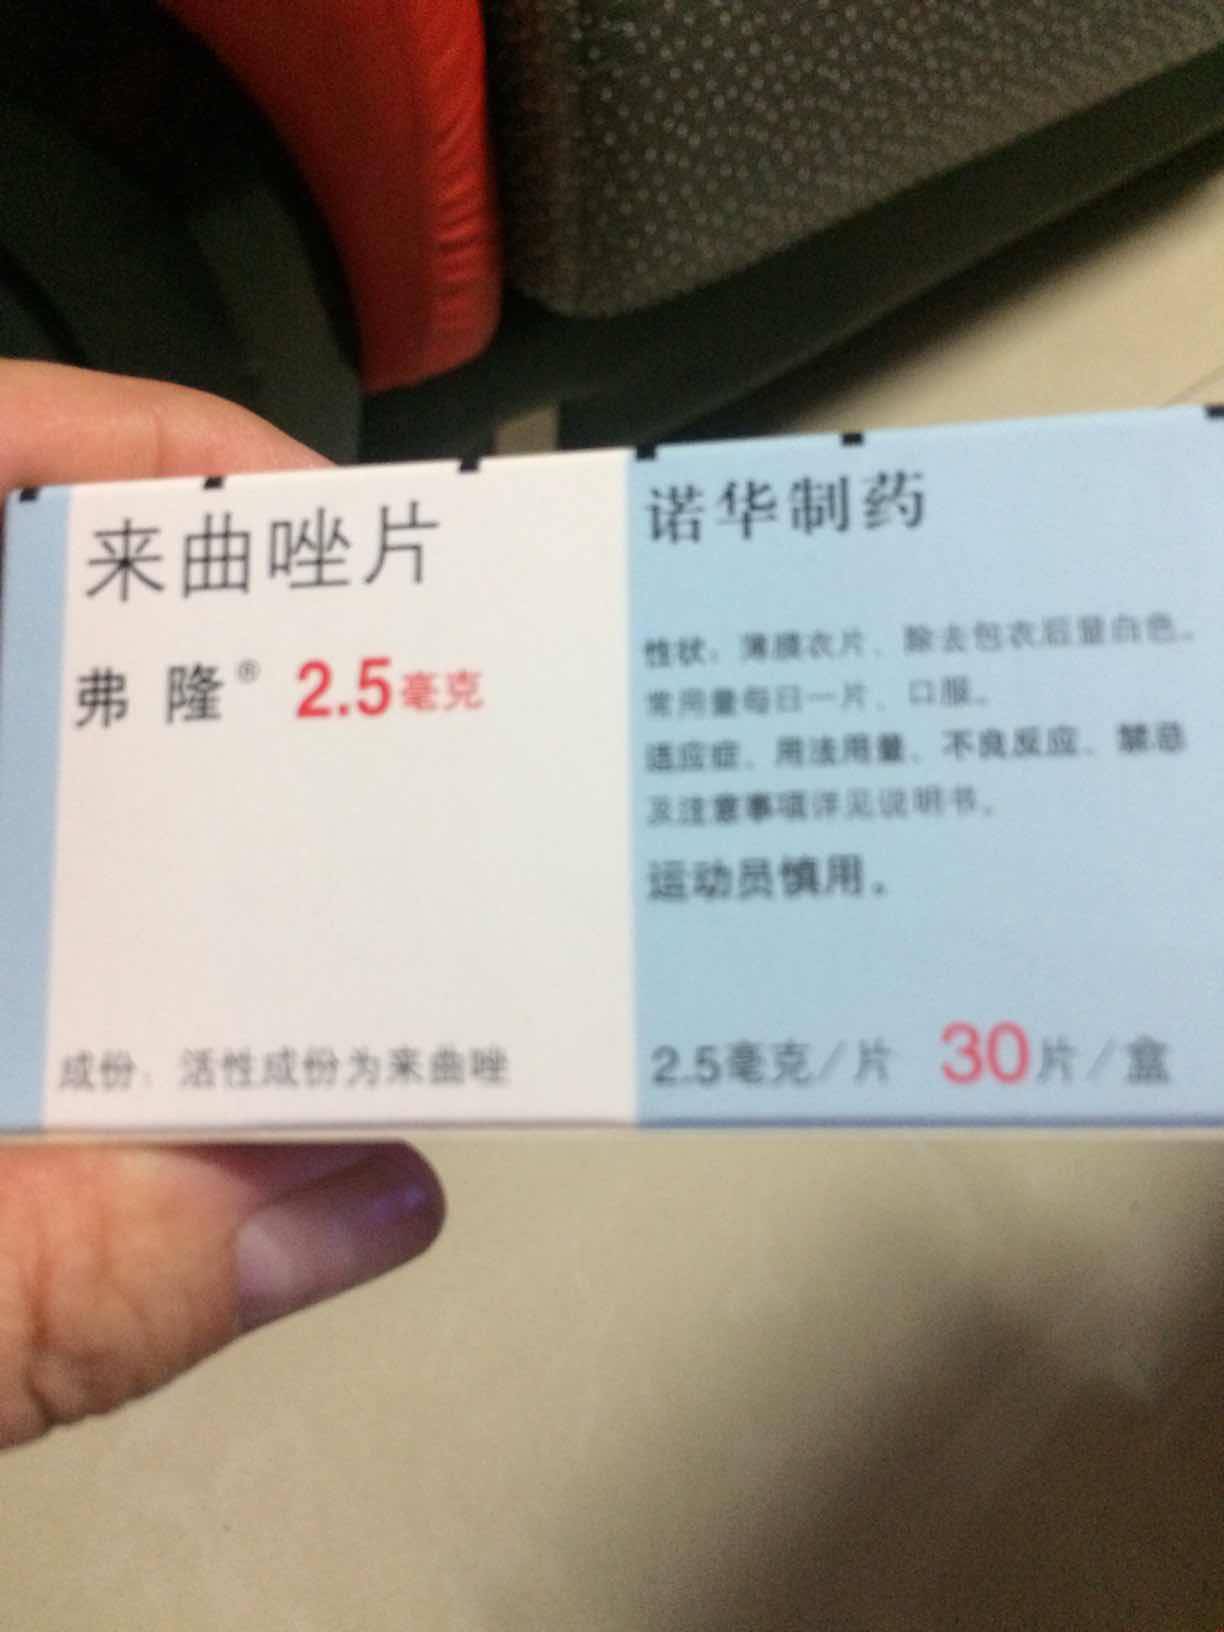 来曲唑片
弗 隆® 2.5毫克
成份：活性成份为来曲唑
诺华制药
性状：薄膜衣片、除去包衣后显白色。
常用量每日一片、口服。
适应症、用法用量、不良反应、禁忌
及注意事项详见说明书。
运动员慎用。
2.5毫克/片 30片/盒